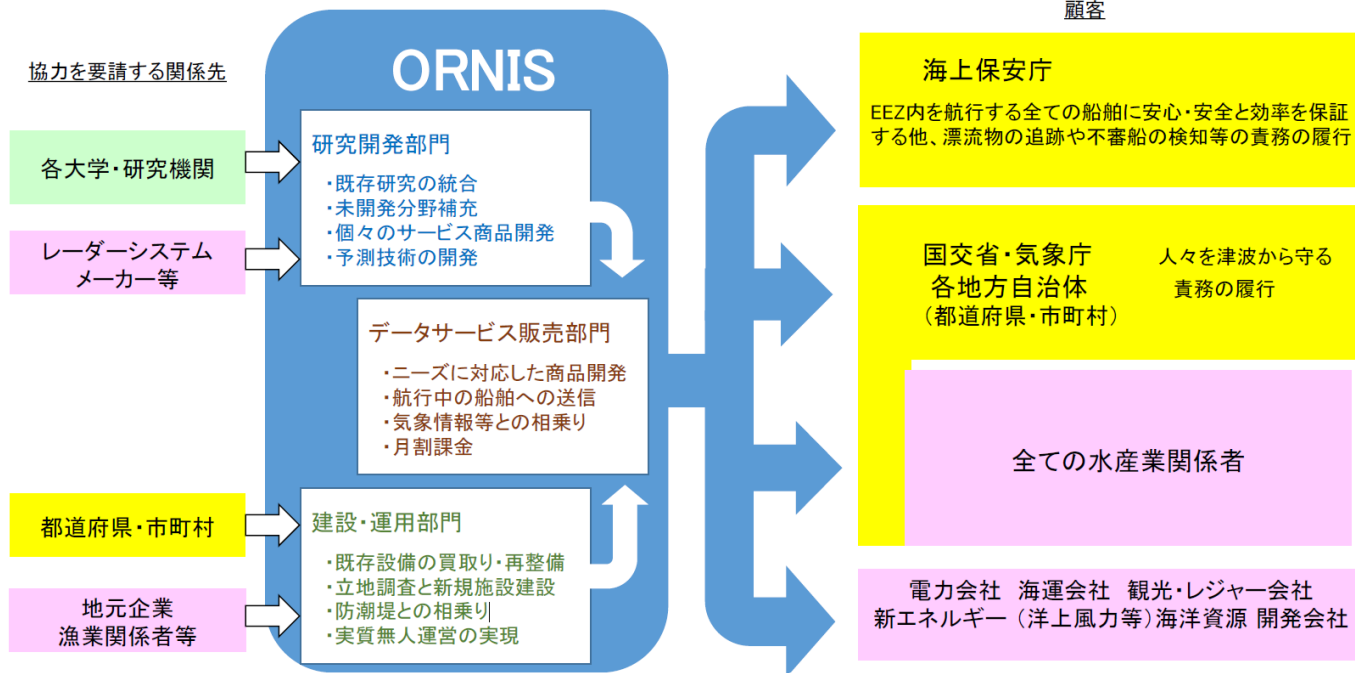 協力を要請する関係先
各大学・研究機関
レーダーシステム
メーカー等
都道府県・市町村
地元企業
漁業関係者等
ORNIS
研究開発部門
・既存研究の統合
・未開発分野補充
・個々のサービス商品開発
・予測技術の開発
データサービス販売部門
・ニーズに対応した商品開発
・航行中の船舶への送信
・気象情報等との相乗り
・月割課金
建設・運用部門
・既存設備の買取り・再整備
・立地調査と新規施設建設
・防潮堤との相乗り
・実質無人運営の実現
顧客
海上保安庁
EEZ内を航行する全ての船舶に安心・安全と効率を保証
する他、漂流物の追跡や不審船の検知等の責務の履行
国交省・気象庁
各地方自治体
（都道府県・市町村）
人々を津波から守る
責務の履行
全ての水産業関係者
電力会社 海運会社 観光・レジャー会社
新エネルギー（洋上風力等）海洋資源 開発会社